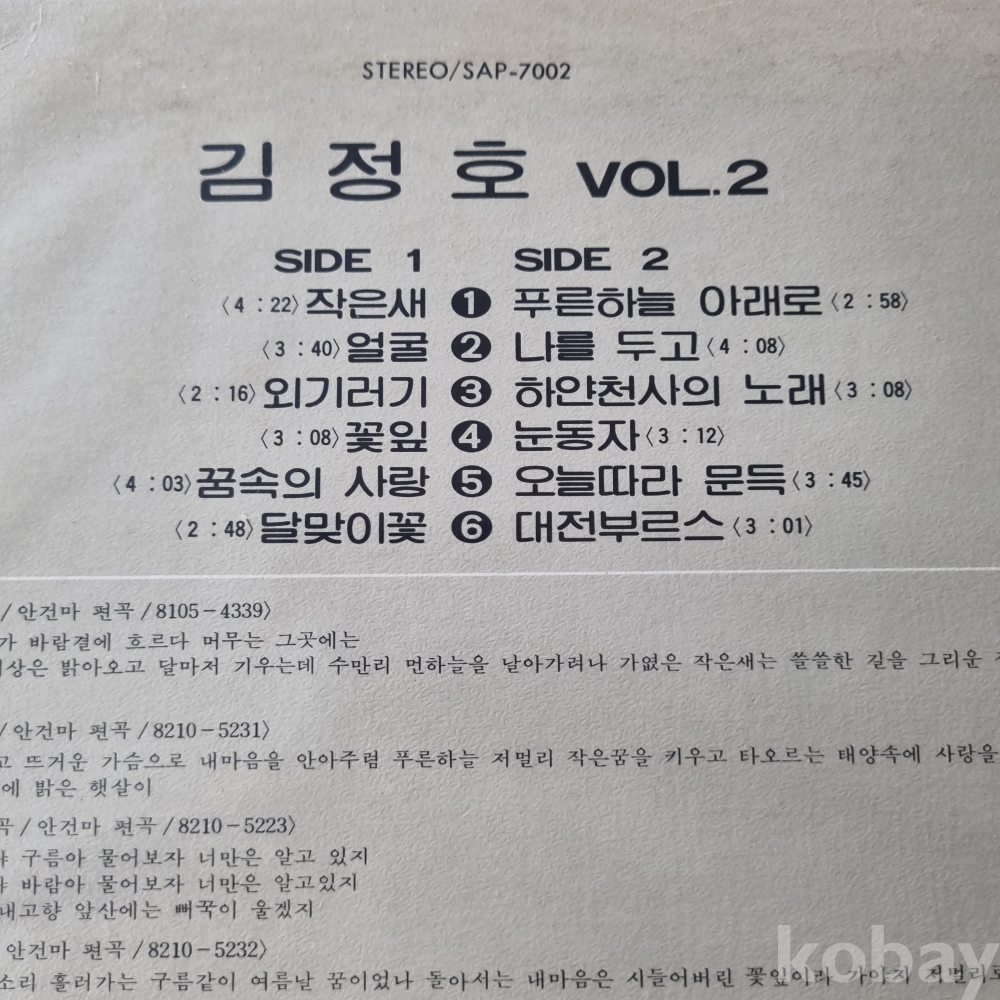 STEREO/SAP-7002
김정호 VOL.2
SIDE 1 SIDE 2
〈4 : 22〉작은새 ❶ 푸른하늘 아래로〈2 : 58〉
〈3 : 40〉얼굴 ❷ 나를 두고〈4 : 08〉
〈2 : 16〉외기러기 ❸ 하얀천사의 노래〈3 : 08〉
〈3 : 08〉꽃잎 ❹ 눈동자〈3 : 12〉
〈4 : 03〉꿈속의 사랑 ❺ 오늘따라 문득〈3 : 45〉
〈2 : 48〉달맞이꽃 ❻ 대전부르스〈3 : 01〉
/안건마 편곡/8105-4339〉
가 바람결에 흐르다 머무는 그곳에는
상은 밝아오고 달마저 기우는데 수만리 먼하늘을 날아가려나 가엾은 작은새는 쓸쓸한 길을 그리운
/안건마 편곡/8210-5231〉
고 뜨거운 가슴으로 내마음을 안아주렴 푸른하늘 저멀리 작은꿈을 키우고 타오르는 태양속에 사랑을
에 밝은 햇살이
곡/안건마 편곡/8210-5223〉
구름아 물어보자 너만은 알고 있지
바람아 물어보자 너만은 알고있지
내고향 앞산에는 뻐꾹이 울겠지
안건마 편곡/8210-5232〉
소리 흘러가는 구름같이 여름날 꿈이었나 돌아서는 내마음은 시들어버린 꽃잎이라
kobay